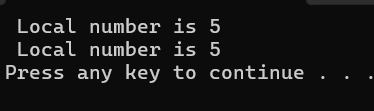 Local number is 5
Local number is 5
Press any key to continue . . .